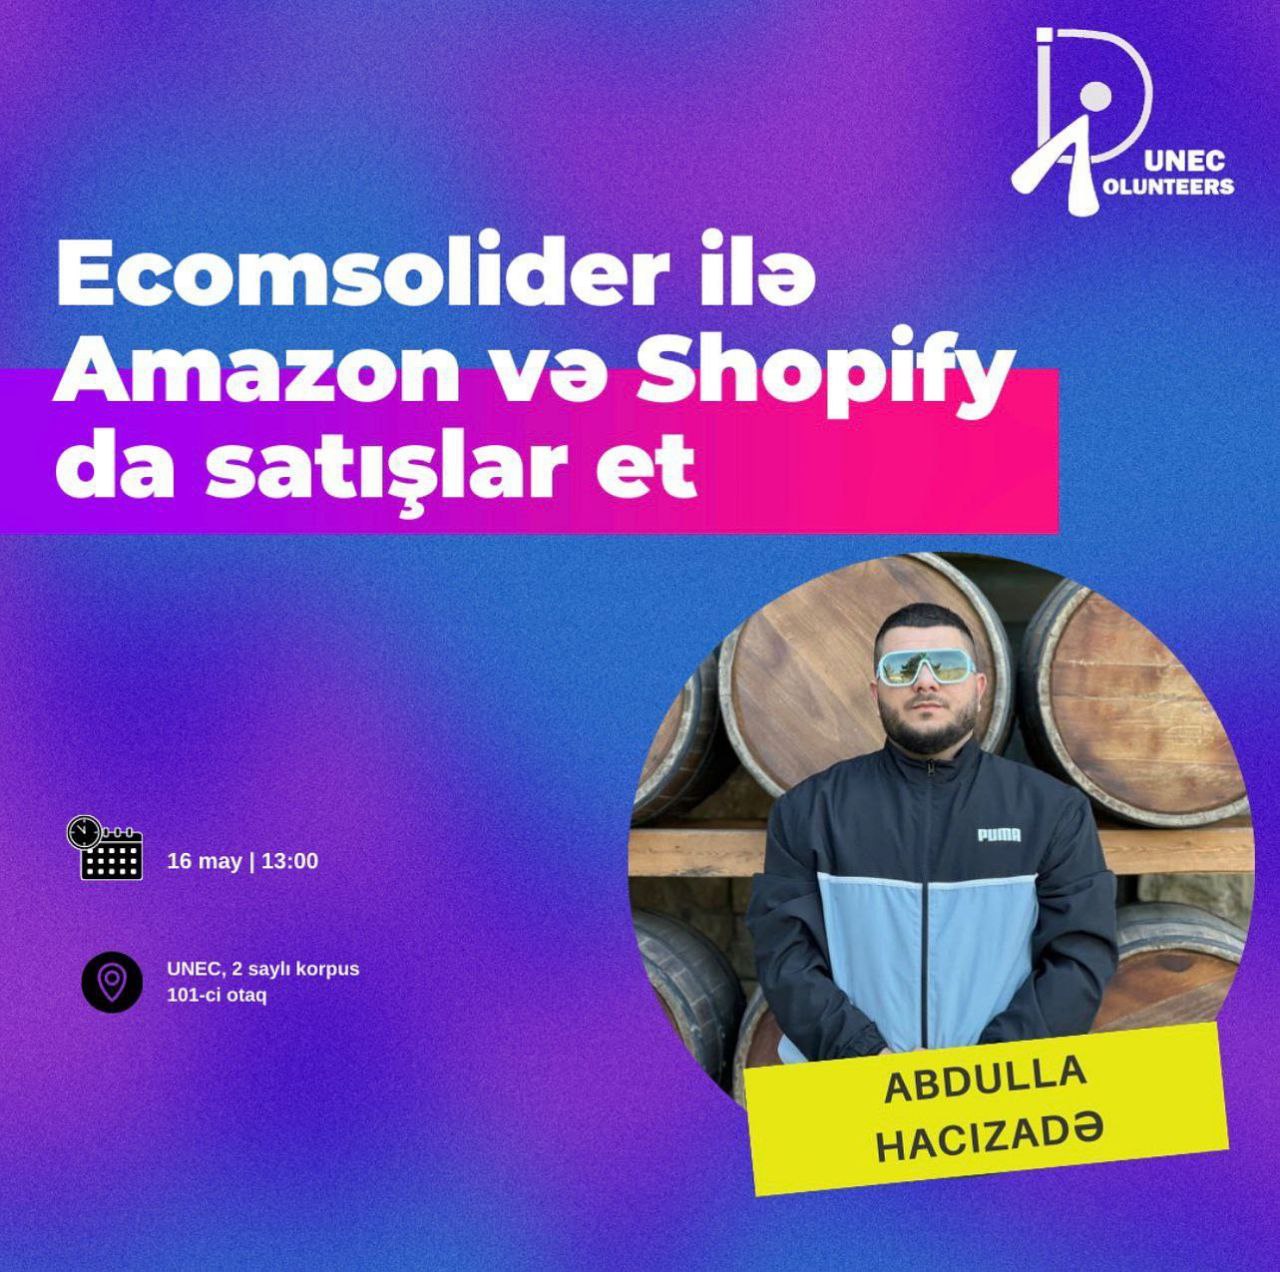 UNEC
OLUNTEERS
Ecomsolider ilə
Amazon və Shopify
da satışlar et
PUMA
16 may | 13:00
UNEC, 2 saylı korpus
101-ci otaq
ABDULLA
HACIZADƏ